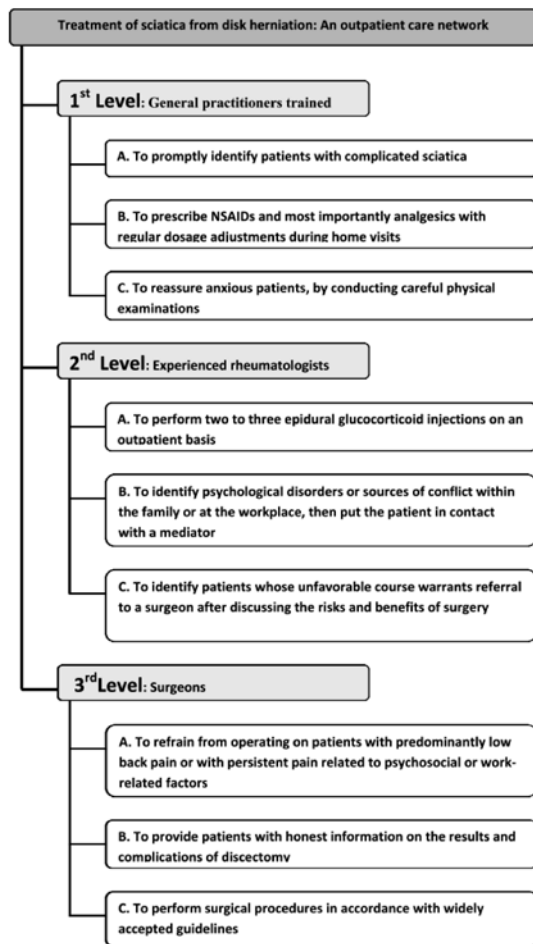 Treatment of sciatica from disk herniation: An outpatient care network
1st Level: General practitioners trained
A. To promptly identify patients with complicated sciatica
B. To prescribe NSAIDs and most importantly analgesics with
regular dosage adjustments during home visits
C. To reassure anxious patients, by conducting careful physical
examinations
2nd Level: Experienced rheumatologists
A. To perform two to three epidural glucocorticoid injections on an
outpatient basis
B. To identify psychological disorders or sources of conflict within
the family or at the workplace, then put the patient in contact
with a mediator
C. To identify patients whose unfavorable course warrants referral
to a surgeon after discussing the risks and benefits of surgery
3rdLevel: Surgeons
A. To refrain from operating on patients with predominantly low
back pain or with persistent pain related to psychosocial or work-
related factors
B. To provide patients with honest information on the results and
complications of discectomy
C. To perform surgical procedures in accordance with widely
accepted guidelines